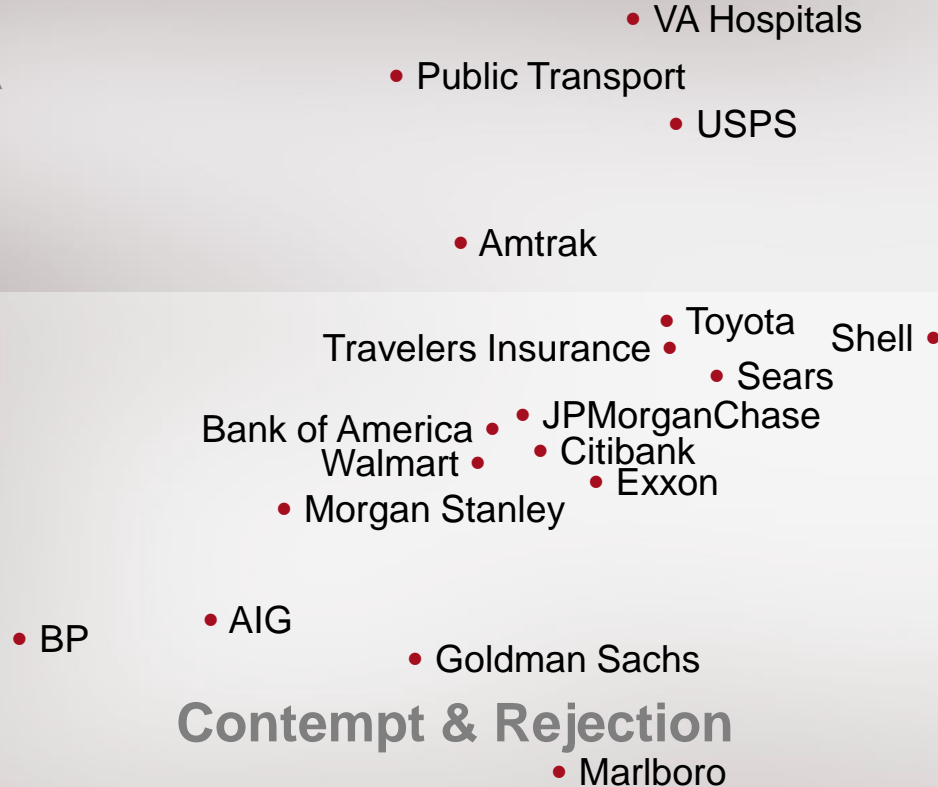 VA Hospitals
Public Transport
USPS
Amtrak
Toyota
Shell
Travelers Insurance
Sears
JPMorganChase
Bank of America
Citibank
Walmart
Exxon
Morgan Stanley
AIG
BP
Goldman Sachs
Contempt & Rejection
Marlboro